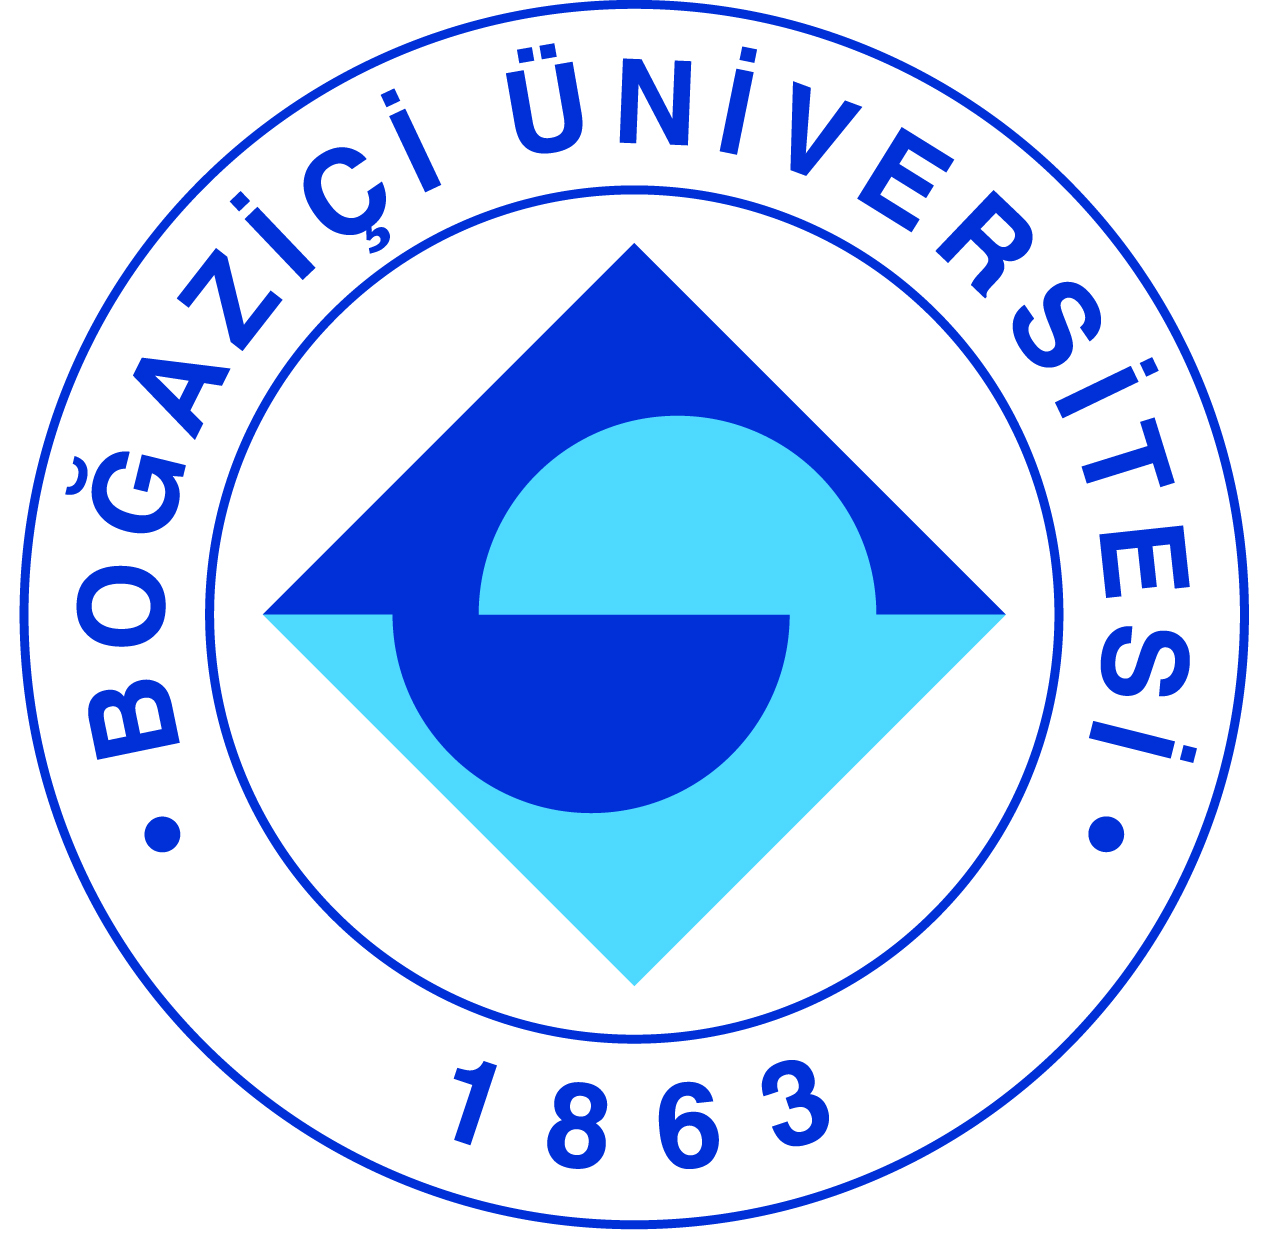 • BOĞAZİÇİ ÜNİVERSİTESİ •
1863